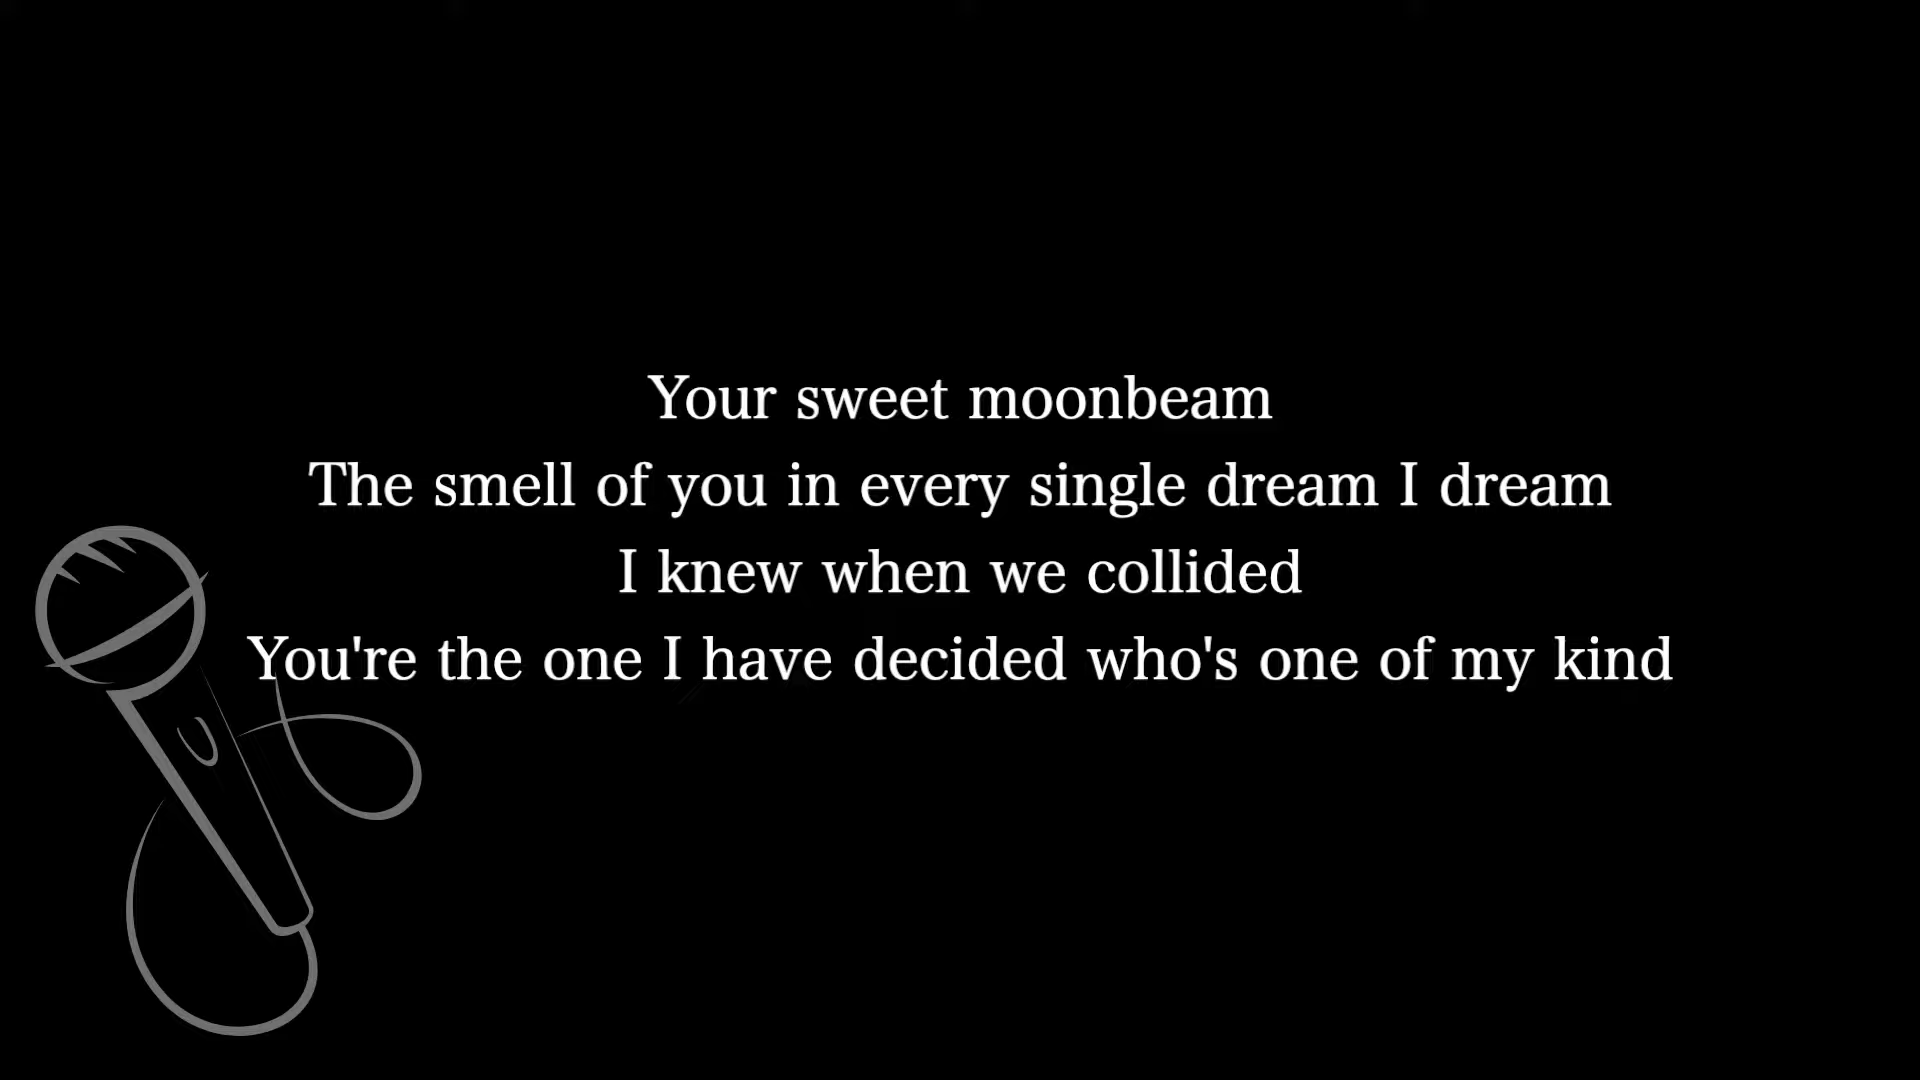 Your sweet moonbeam
The smell of you in every single dream I dream
I knew when we collided
You're the one I have decided who's one of my kind